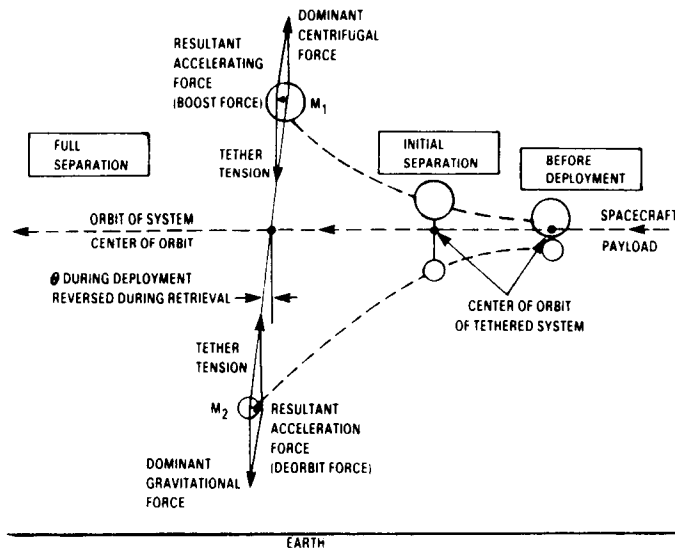 DOMINANT
CENTRIFUGAL
FORCE
RESULTANT
ACCELERATING
FORCE
(BOOST FORCE)
M1
FULL
SEPARATION
TETHER
TENSION
INITIAL
SEPARATION
BEFORE
DEPLOYMENT
ORBIT OF SYSTEM
CENTER OF ORBIT
SPACECRAFT
PAYLOAD
θ DURING DEPLOYMENT
REVERSED DURING RETRIEVAL
CENTER OF ORBIT
OF TETHERED SYSTEM
TETHER
TENSION
M2
RESULTANT
ACCELERATION
FORCE
(DEORBIT FORCE)
DOMINANT
GRAVITATIONAL
FORCE
EARTH